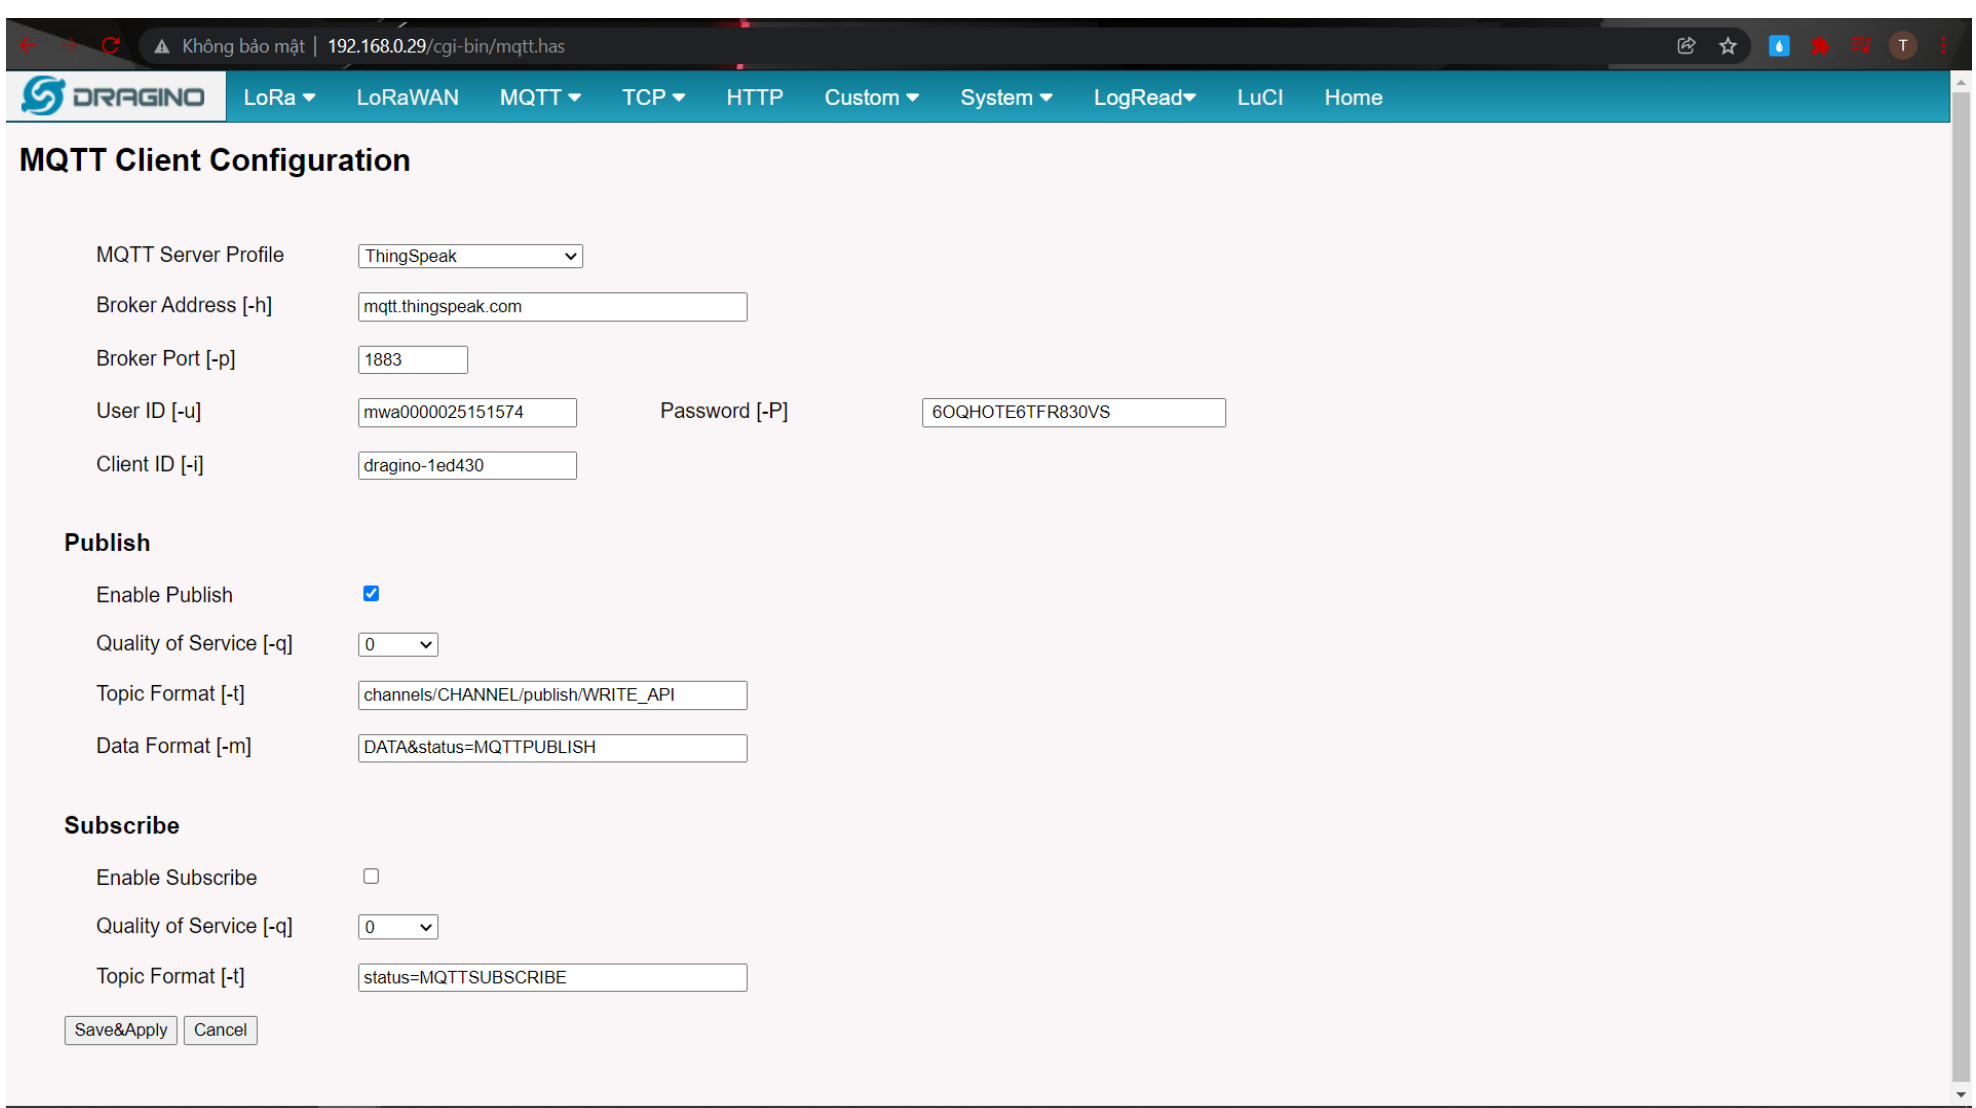 Không bảo mật | 192.168.0.29/cgi-bin/mqtt.has
T
DRAGINO LoRa LoRaWAN MQTT TCP HTTP Custom System LogRead LuCI Home
MQTT Client Configuration
MQTT Server Profile ThingSpeak
Broker Address [-h] mqtt.thingspeak.com
Broker Port [-p] 1883
User ID [-u] mwa0000025151574 Password [-P] 6OQHOTE6TFR830VS
Client ID [-i] dragino-1ed430
Publish
Enable Publish
Quality of Service [-q] 0
Topic Format [-t] channels/CHANNEL/publish/WRITE_API
Data Format [-m] DATA&status=MQTTPUBLISH
Subscribe
Enable Subscribe
Quality of Service [-q] 0
Topic Format [-t] status=MQTTSUBSCRIBE
Save&Apply Cancel